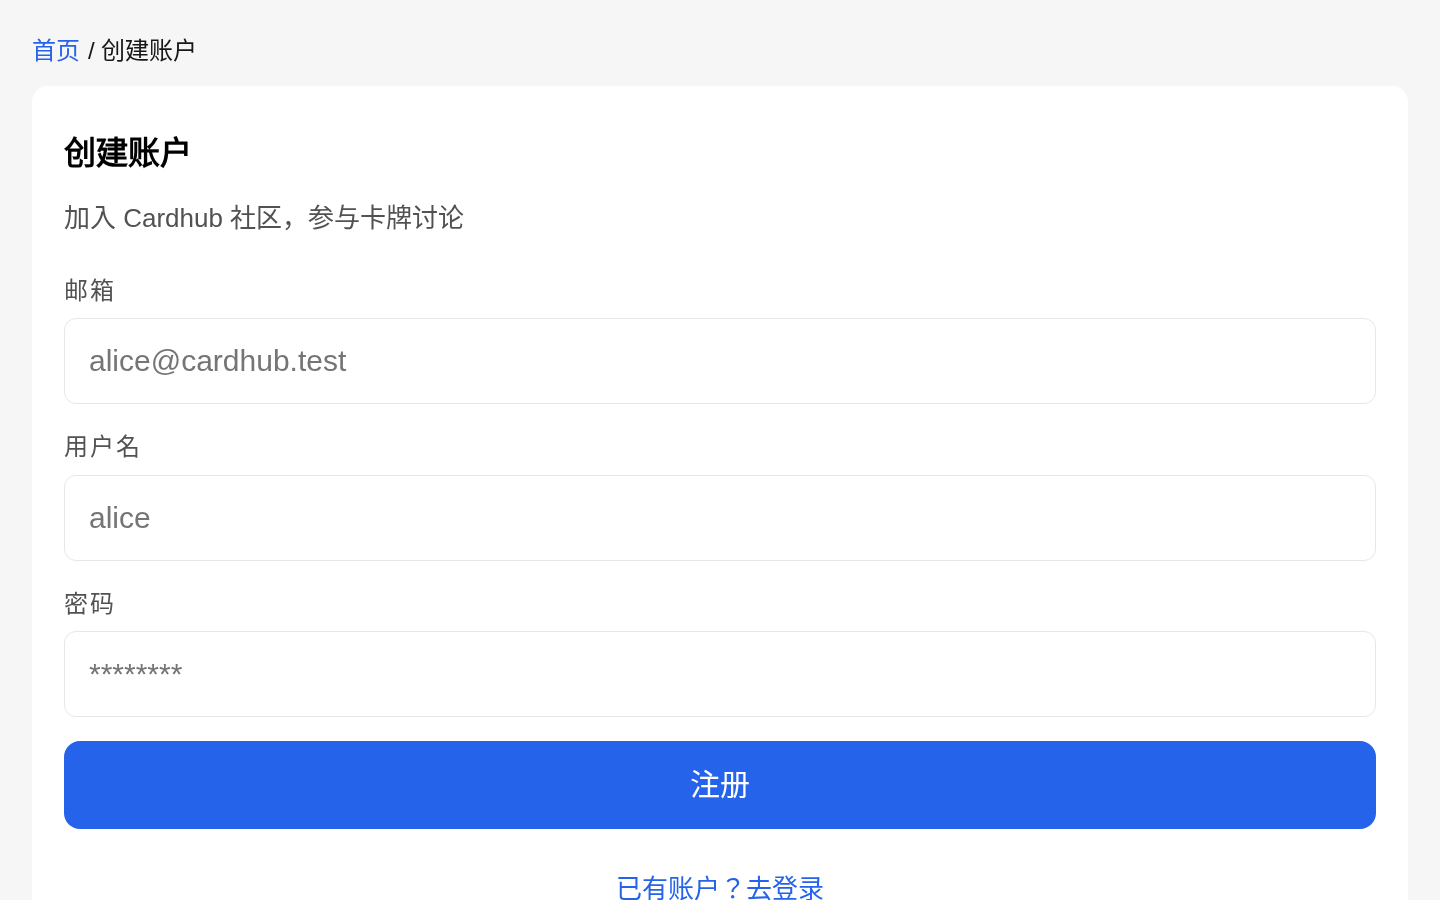 首页 / 创建账户
创建账户
加入 Cardhub 社区，参与卡牌讨论
邮箱
alice@cardhub.test
用户名
alice
密码
********
注册
已有账户？去登录